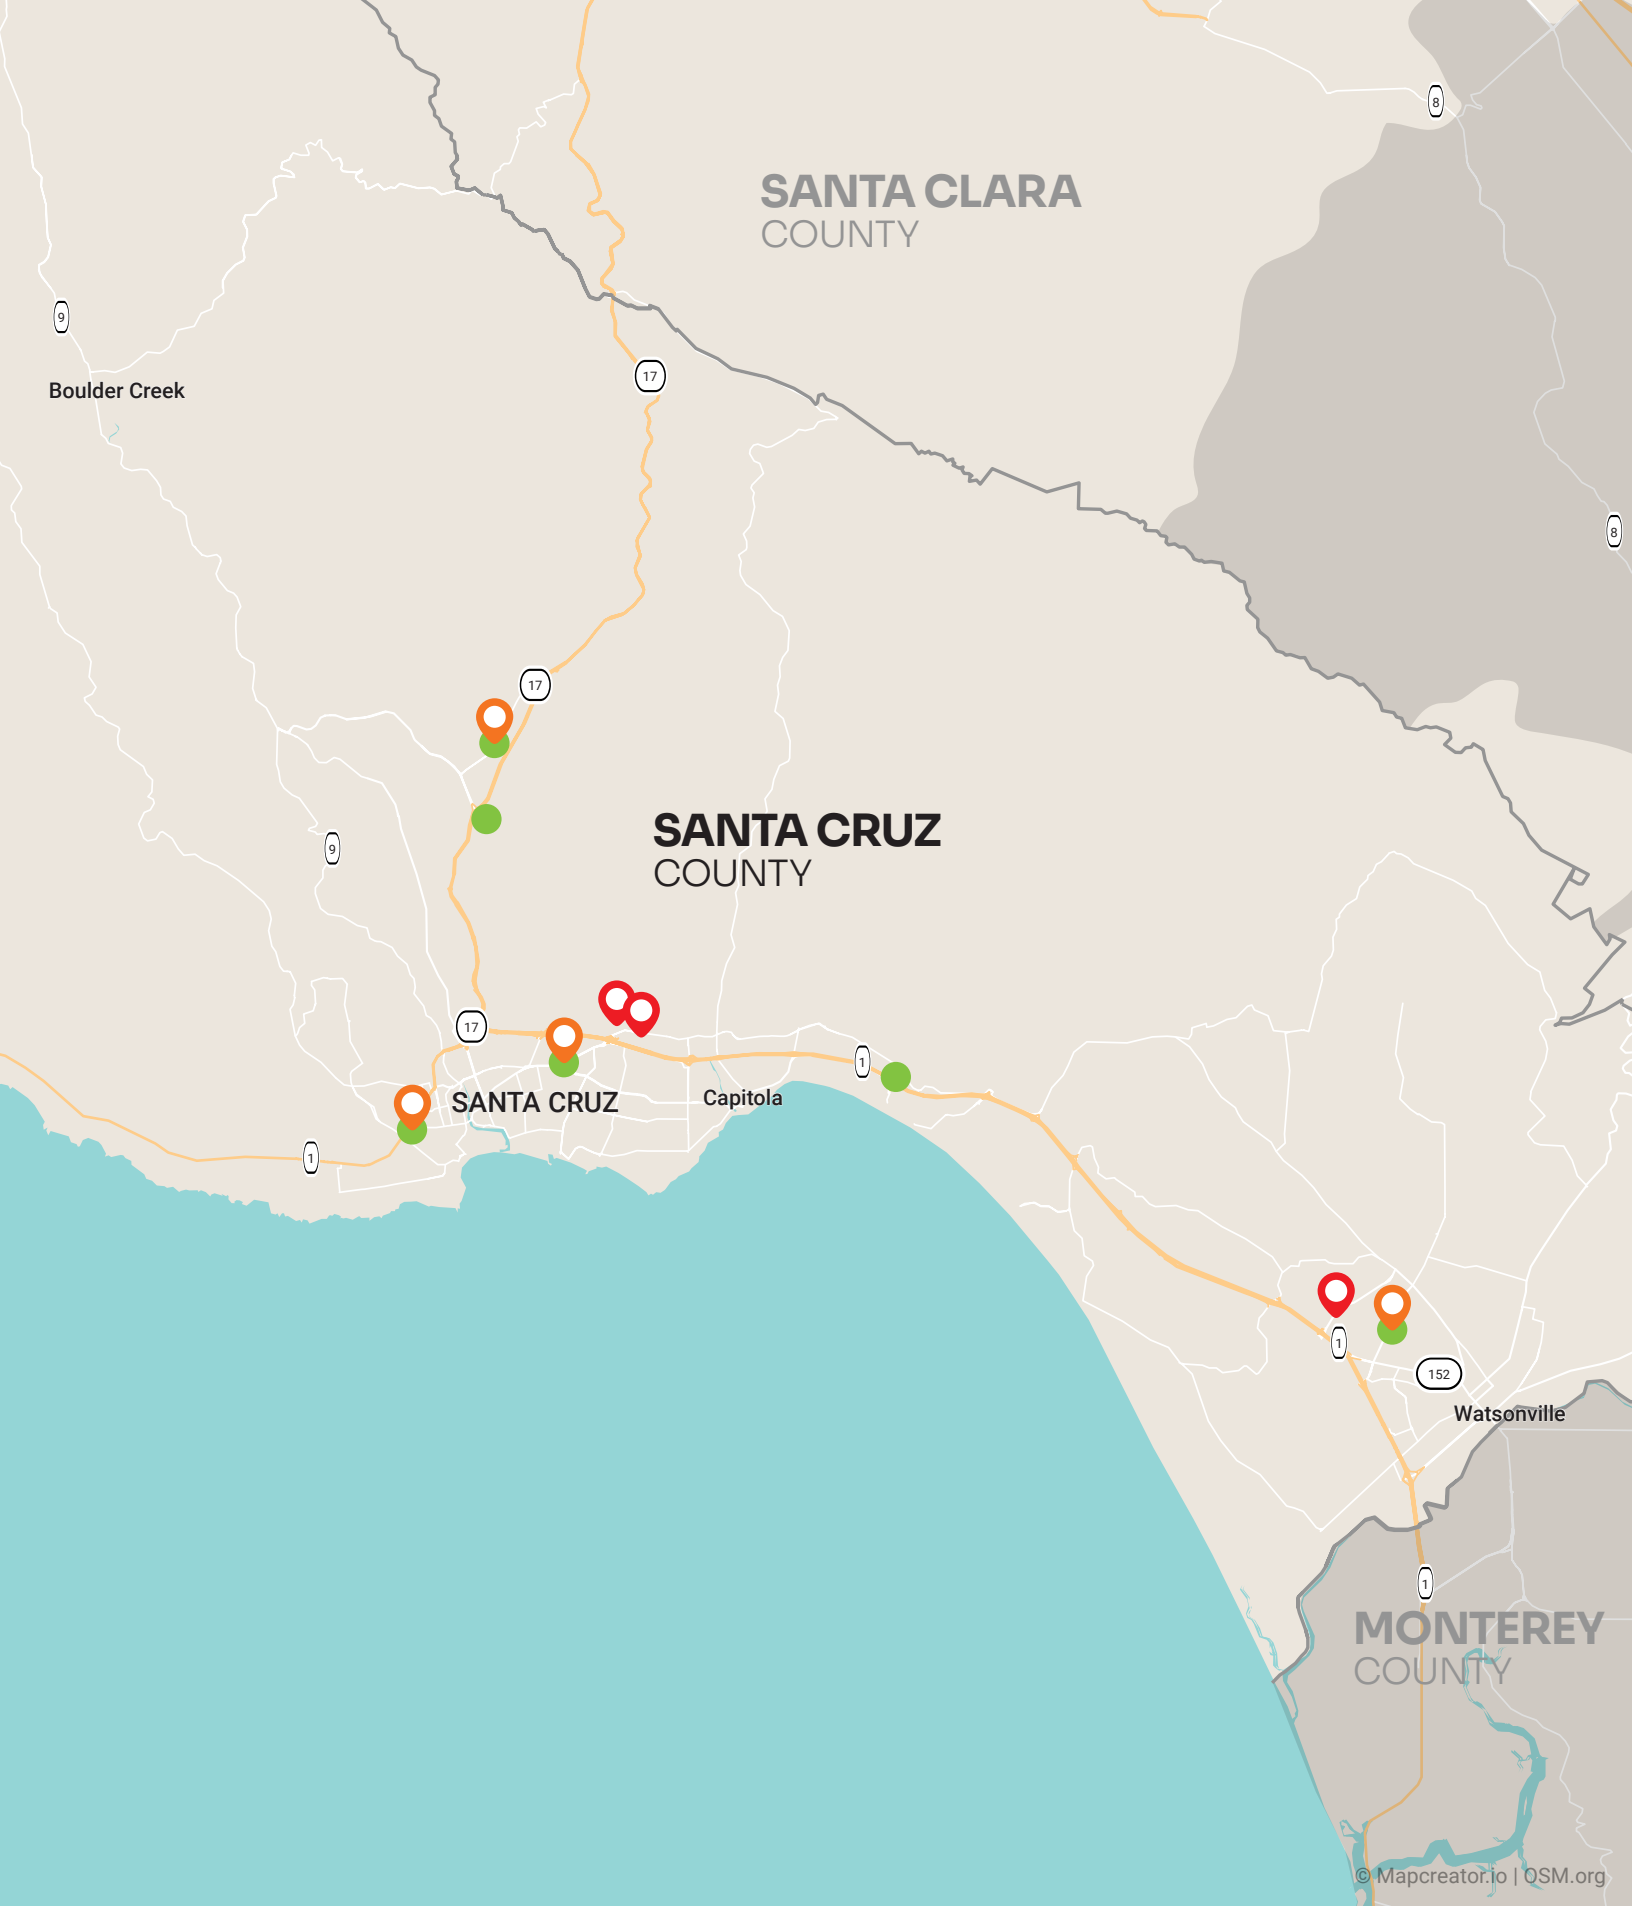 8
SANTA CLARA
COUNTY
9
17
Boulder Creek
8
17
SANTA CRUZ
COUNTY
9
17
1
SANTA CRUZ
Capitola
1
1
152
Watsonville
1
MONTEREY
COUNTY
© Mapcreator.io | OSM.org